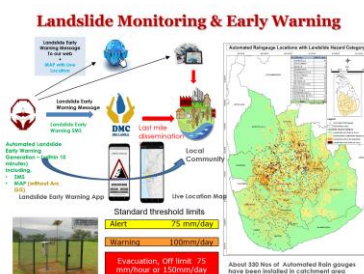 Landslide Monitoring & Early Warning
Landslide Early
Warning Message
To our web
+
MAP with Live
Location
Landslide Early
Warning Message
Landslide Early
Warning SMS
DMC
SRI LANKA
Last mile
dissemination
Local
Community
Automated Landslide
Early Warning
Generation – (within 10
minutes)
Including.
• SMS
• MAP (without Arc
GIS)
Landslide Early Warning App
Live Location Map
Standard threshold limits
Alert 75 mm/day
Warning 100mm/day
Evacuation, Off limit 75
mm/hour or 150mm/day
Automated Raingauge Locations with Landslide Hazard Category
About 330 Nos of Automated Rain gauges
have been installed in catchment area